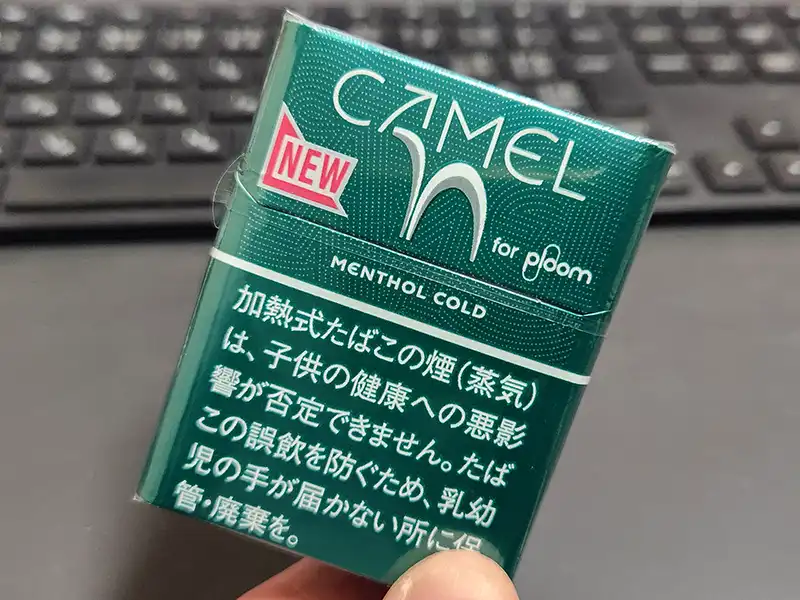 CAMEL
NEW
for ploom
MENTHOL COLD
加熱式たばこの煙(蒸気)
は、子供の健康への悪影
響が否定できません。たば
この誤飲を防ぐため、乳幼
児の手が届かない所に保
管・廃棄を。